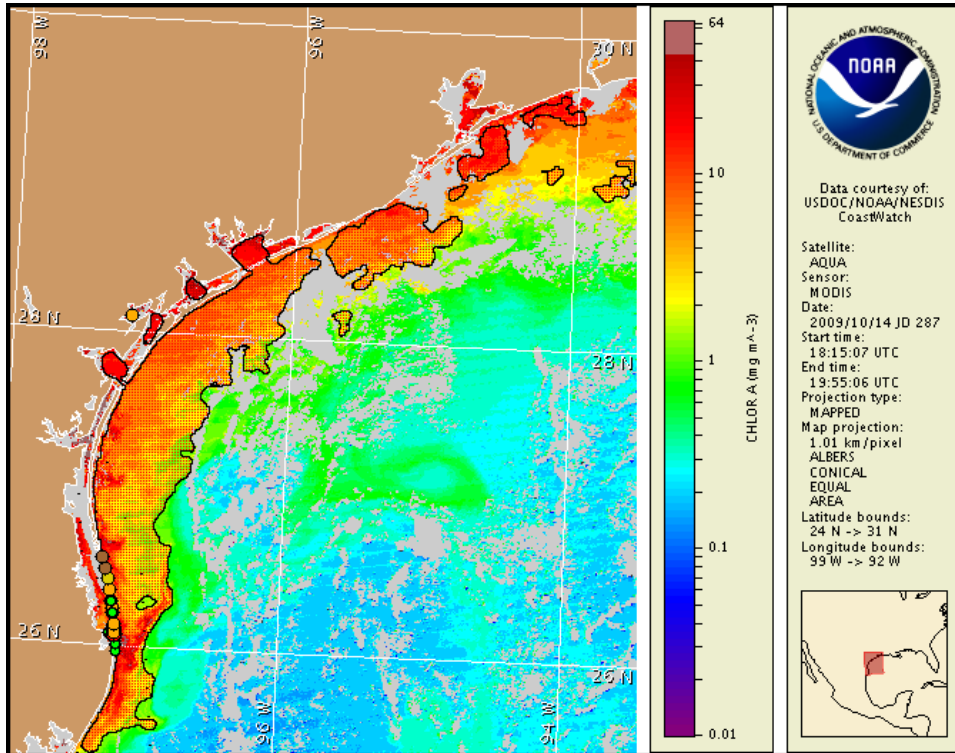 98 W
96 W
30 N
28 N
28 N
26 N
26 N
96 W
94 W
64
10
1
0.1
0.01
CHLOR A (mg m^-3)
NATIONAL OCEANIC AND ATMOSPHERIC ADMINISTRATION
NOAA
U.S. DEPARTMENT OF COMMERCE
Data courtesy of:
USDOC/NOAA/NESDIS
CoastWatch
Satellite:
AQUA
Sensor:
MODIS
Date:
2009/10/14 JD 287
Start time:
18:15:07 UTC
End time:
19:55:06 UTC
Projection type:
MAPPED
Map projection:
1.01 km/pixel
ALBERS
CONICAL
EQUAL
AREA
Latitude bounds:
24 N -> 31 N
Longitude bounds:
99 W -> 92 W